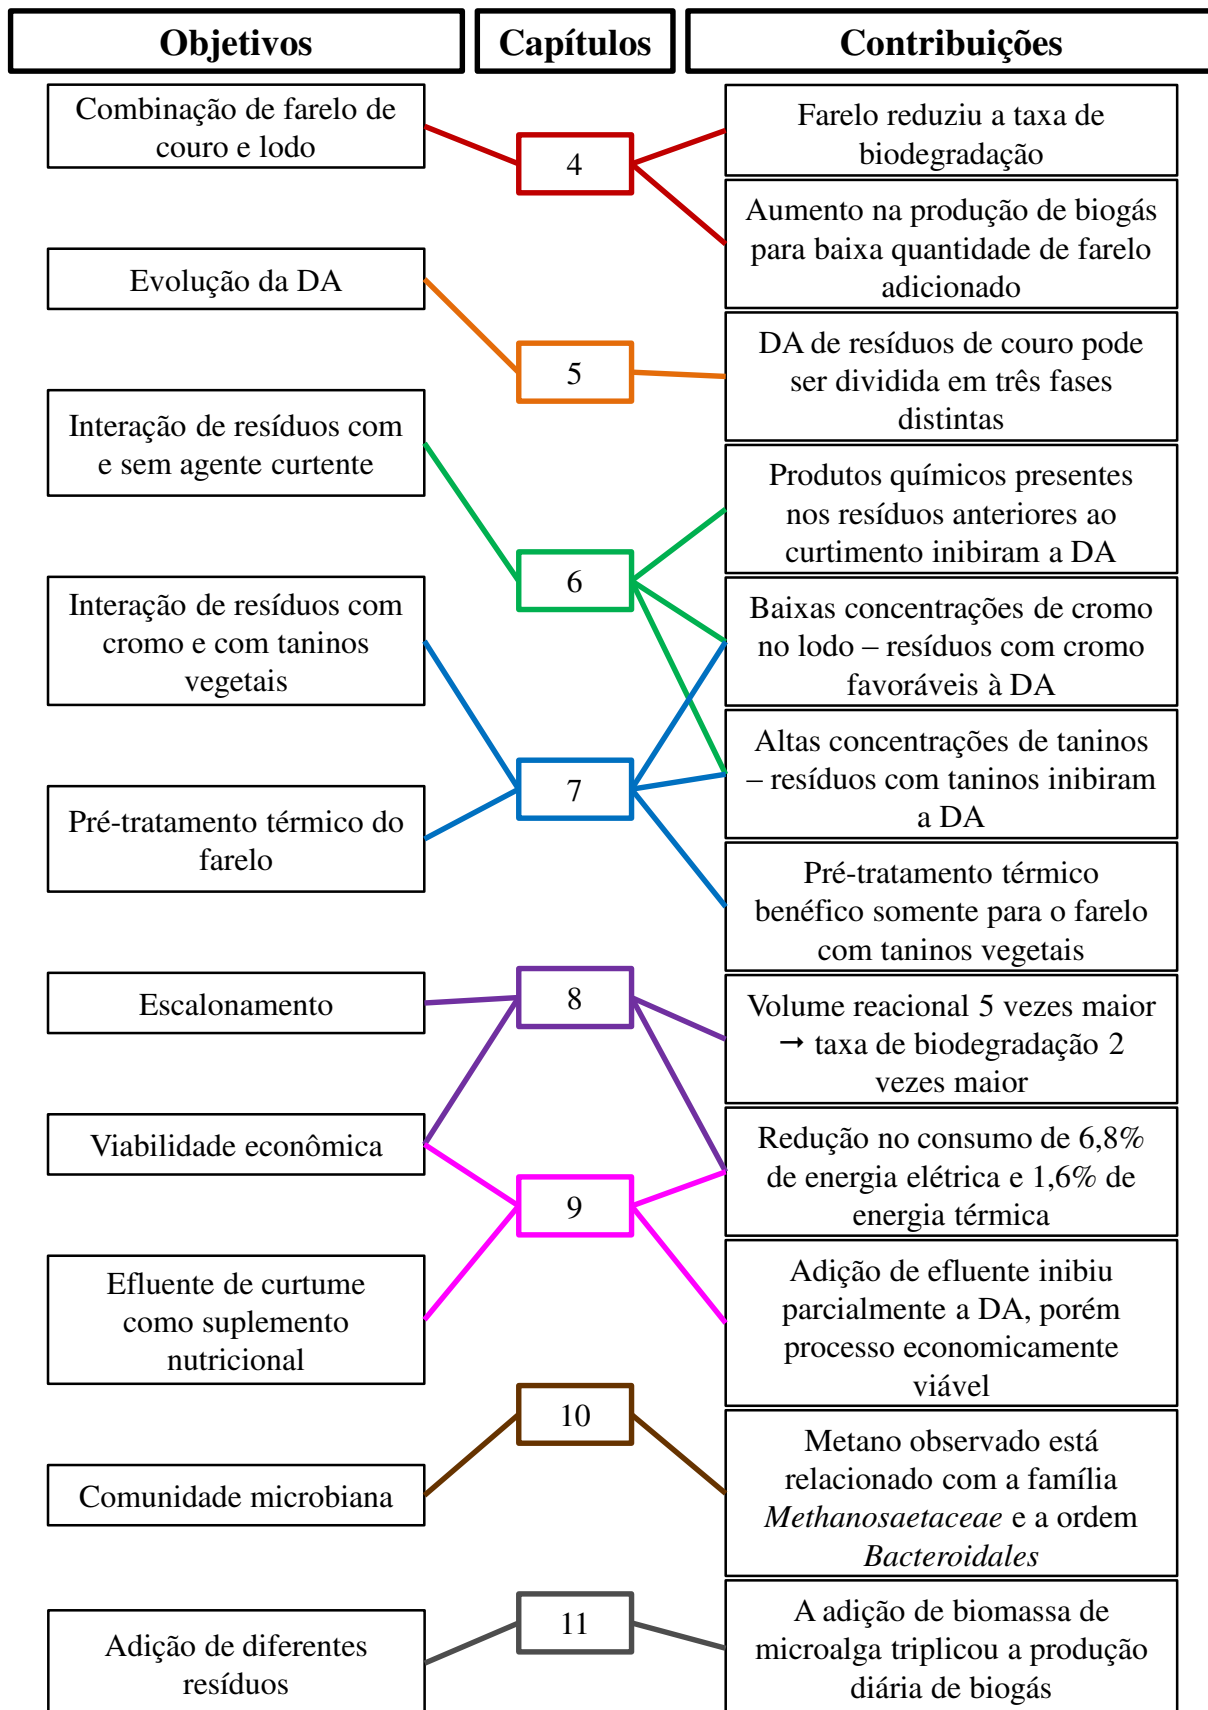 Objetivos
Capítulos
Contribuições
Combinação de farelo de
couro e lodo
4
Farelo reduziu a taxa de
biodegradação
Aumento na produção de biogás
para baixa quantidade de farelo
adicionado
Evolução da DA
5
DA de resíduos de couro pode
ser dividida em três fases
distintas
Interação de resíduos com
e sem agente curtente
6
Produtos químicos presentes
nos resíduos anteriores ao
curtimento inibiram a DA
Interação de resíduos com
cromo e com taninos
vegetais
Baixas concentrações de cromo
no lodo – resíduos com cromo
favoráveis à DA
7
Altas concentrações de taninos
– resíduos com taninos inibiram
a DA
Pré-tratamento térmico do
farelo
Pré-tratamento térmico
benéfico somente para o farelo
com taninos vegetais
Escalonamento
8
Volume reacional 5 vezes maior
→ taxa de biodegradação 2
vezes maior
Viabilidade econômica
9
Redução no consumo de 6,8%
de energia elétrica e 1,6% de
energia térmica
Efluente de curtume
como suplemento
nutricional
Adição de efluente inibiu
parcialmente a DA, porém
processo economicamente
viável
10
Comunidade microbiana
Metano observado está
relacionado com a família
Methanosaetaceae e a ordem
Bacteroidales
11
Adição de diferentes
resíduos
A adição de biomassa de
microalga triplicou a produção
diária de biogás